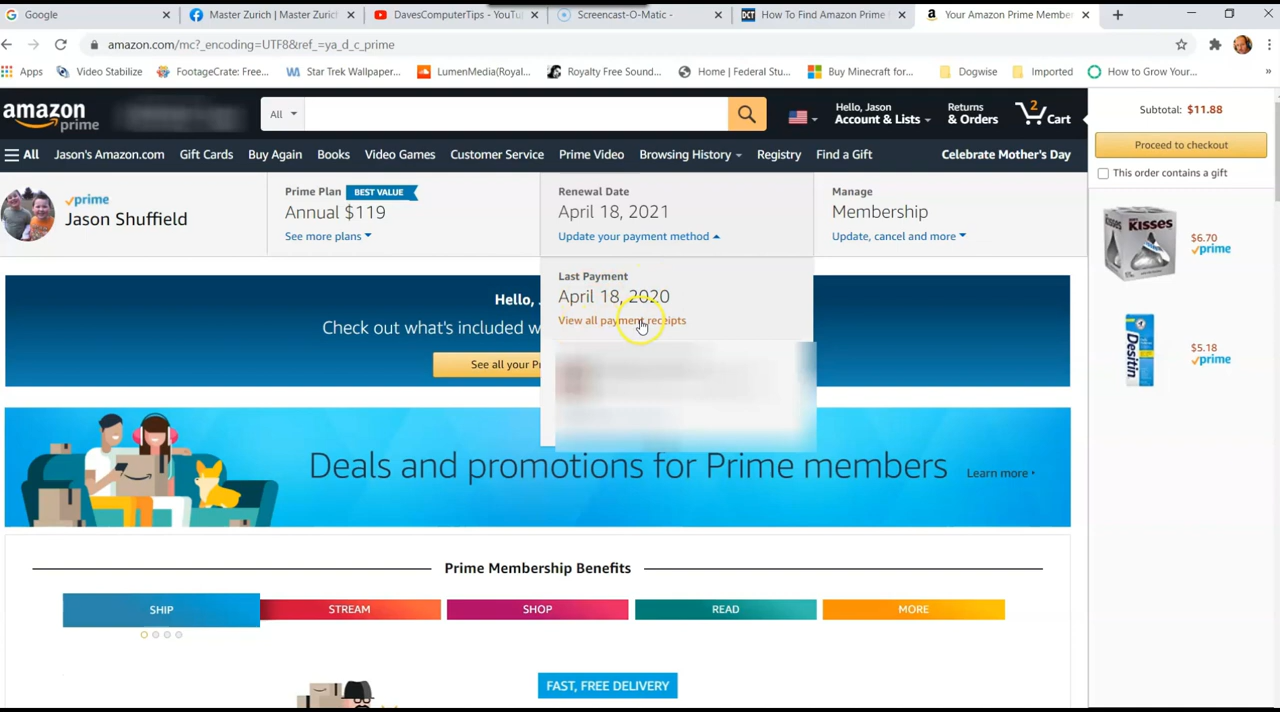 Google
Master Zurich | Master Zuric
DavesComputerTips - YouTu
Screencast-O-Matic -
DCT
How To Find Amazon Prime
Your Amazon Prime Membe
amazon.com/mc?_encoding=UTF8&ref_=ya_d_c_prime
Apps
Video Stabilize
FootageCrate: Free...
Star Trek Wallpaper...
LumenMedia(Royal...
Royalty Free Sound...
Home | Federal Stu...
Buy Minecraft for...
Dogwise
Imported
How to Grow Your...
»
amazon
prime
All
Hello, Jason
Account & Lists
Returns
& Orders
2
Cart
Subtotal: $11.88
Proceed to checkout
This order contains a gift
All
Jason's Amazon.com
Gift Cards
Buy Again
Books
Video Games
Customer Service
Prime Video
Browsing History
Registry
Find a Gift
Celebrate Mother's Day
prime
Jason Shuffield
Prime Plan
BEST VALUE
Annual $119
See more plans
Renewal Date
April 18, 2021
Update your payment method
Manage
Membership
Update, cancel and more
Last Payment
April 18, 2020
View all payment receipts
KISSES
$6.70
prime
Desitin
$5.18
prime
Hello, J
Check out what's included w
See all your Pr
Deals and promotions for Prime members
Learn more
Prime Membership Benefits
SHIP
STREAM
SHOP
READ
MORE
FAST, FREE DELIVERY